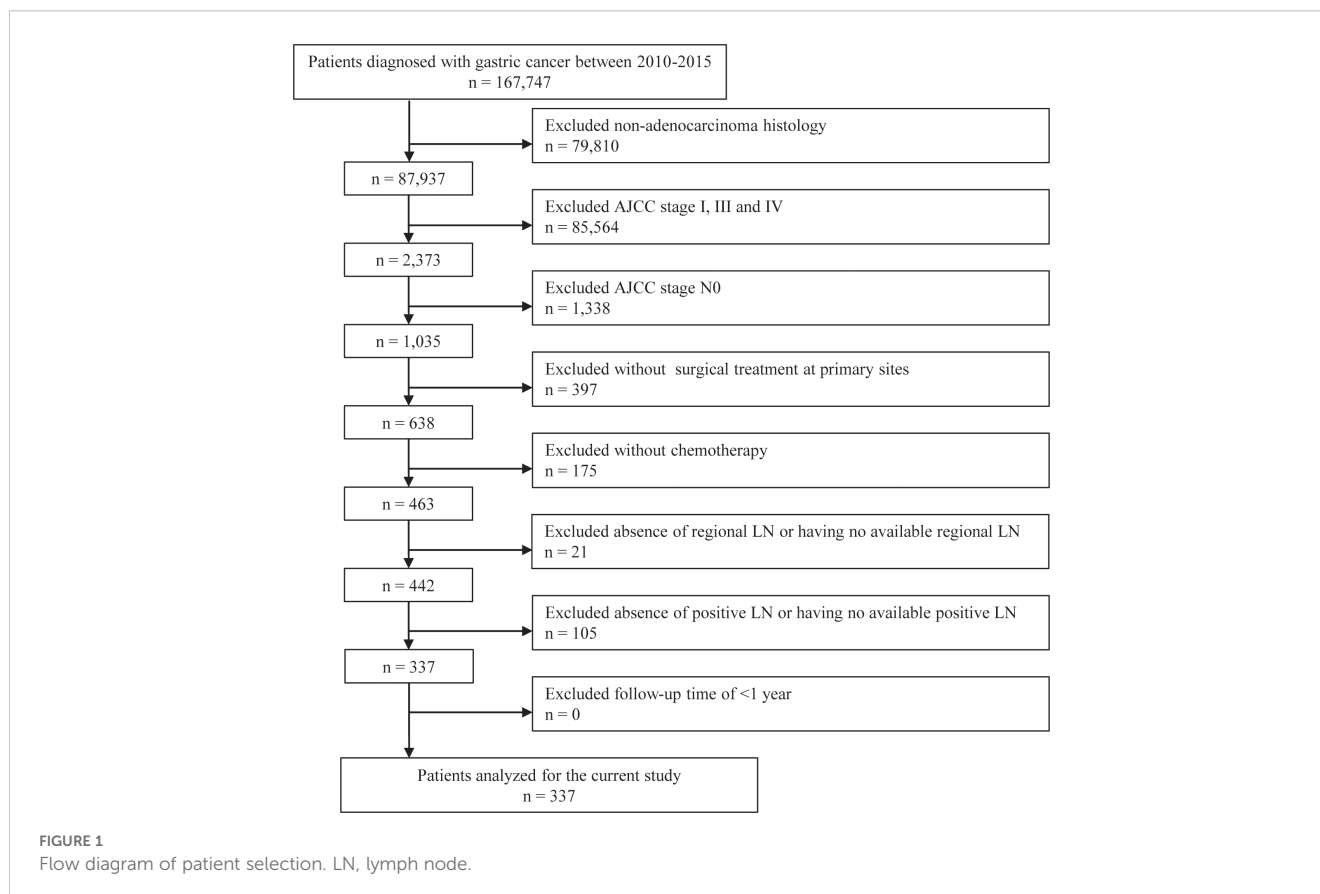 Patients diagnosed with gastric cancer between 2010-2015
n = 167,747
Excluded non-adenocarcinoma histology
n = 79,810
n = 87,937
Excluded AJCC stage I, III and IV
n = 85,564
n = 2,373
Excluded AJCC stage N0
n = 1,338
n = 1,035
Excluded without surgical treatment at primary sites
n = 397
n = 638
Excluded without chemotherapy
n = 175
n = 463
Excluded absence of regional LN or having no available regional LN
n = 21
n = 442
Excluded absence of positive LN or having no available positive LN
n = 105
n = 337
Excluded follow-up time of <1 year
n = 0
Patients analyzed for the current study
n = 337
FIGURE 1
Flow diagram of patient selection. LN, lymph node.